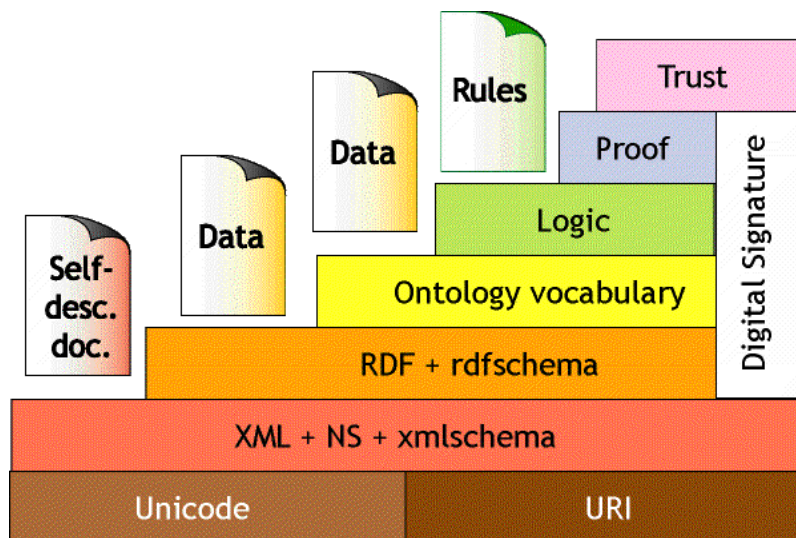 Rules
Trust
Data
Proof
Data
Logic
Self-
desc.
doc.
Ontology vocabulary
Digital Signature
RDF + rdfschema
XML + NS + xmlschema
Unicode
URI